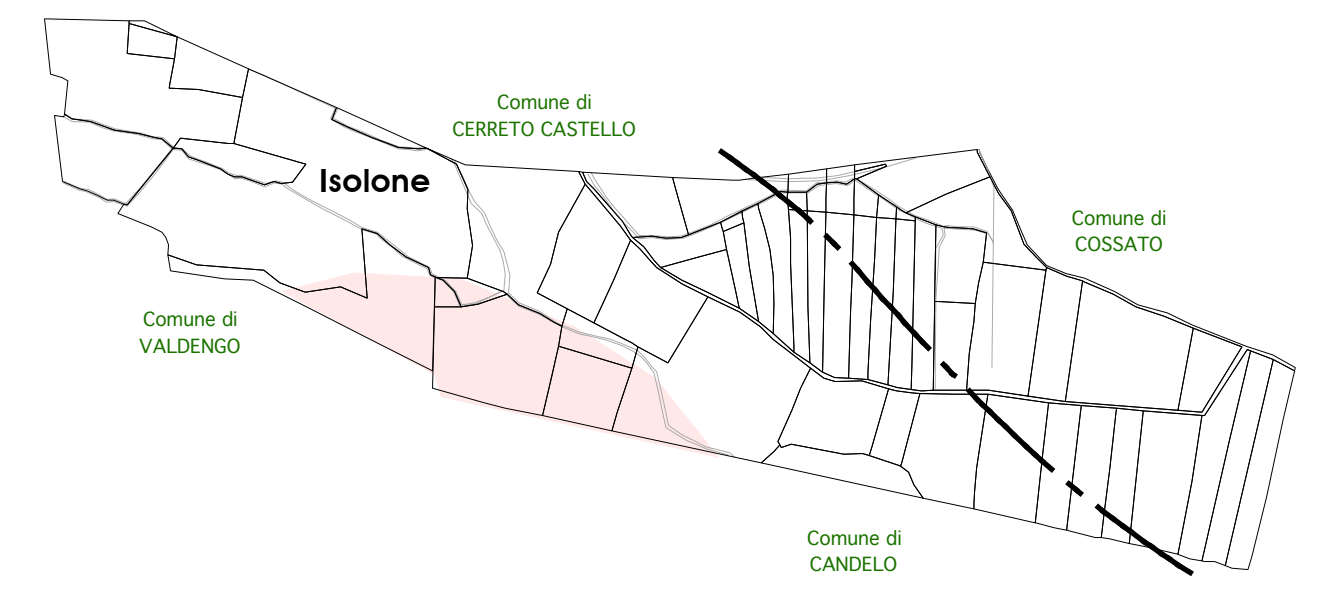 Comune di
CERRETO CASTELLO
Isolone
Comune di
COSSATO
Comune di
VALDENGO
Comune di
CANDELO